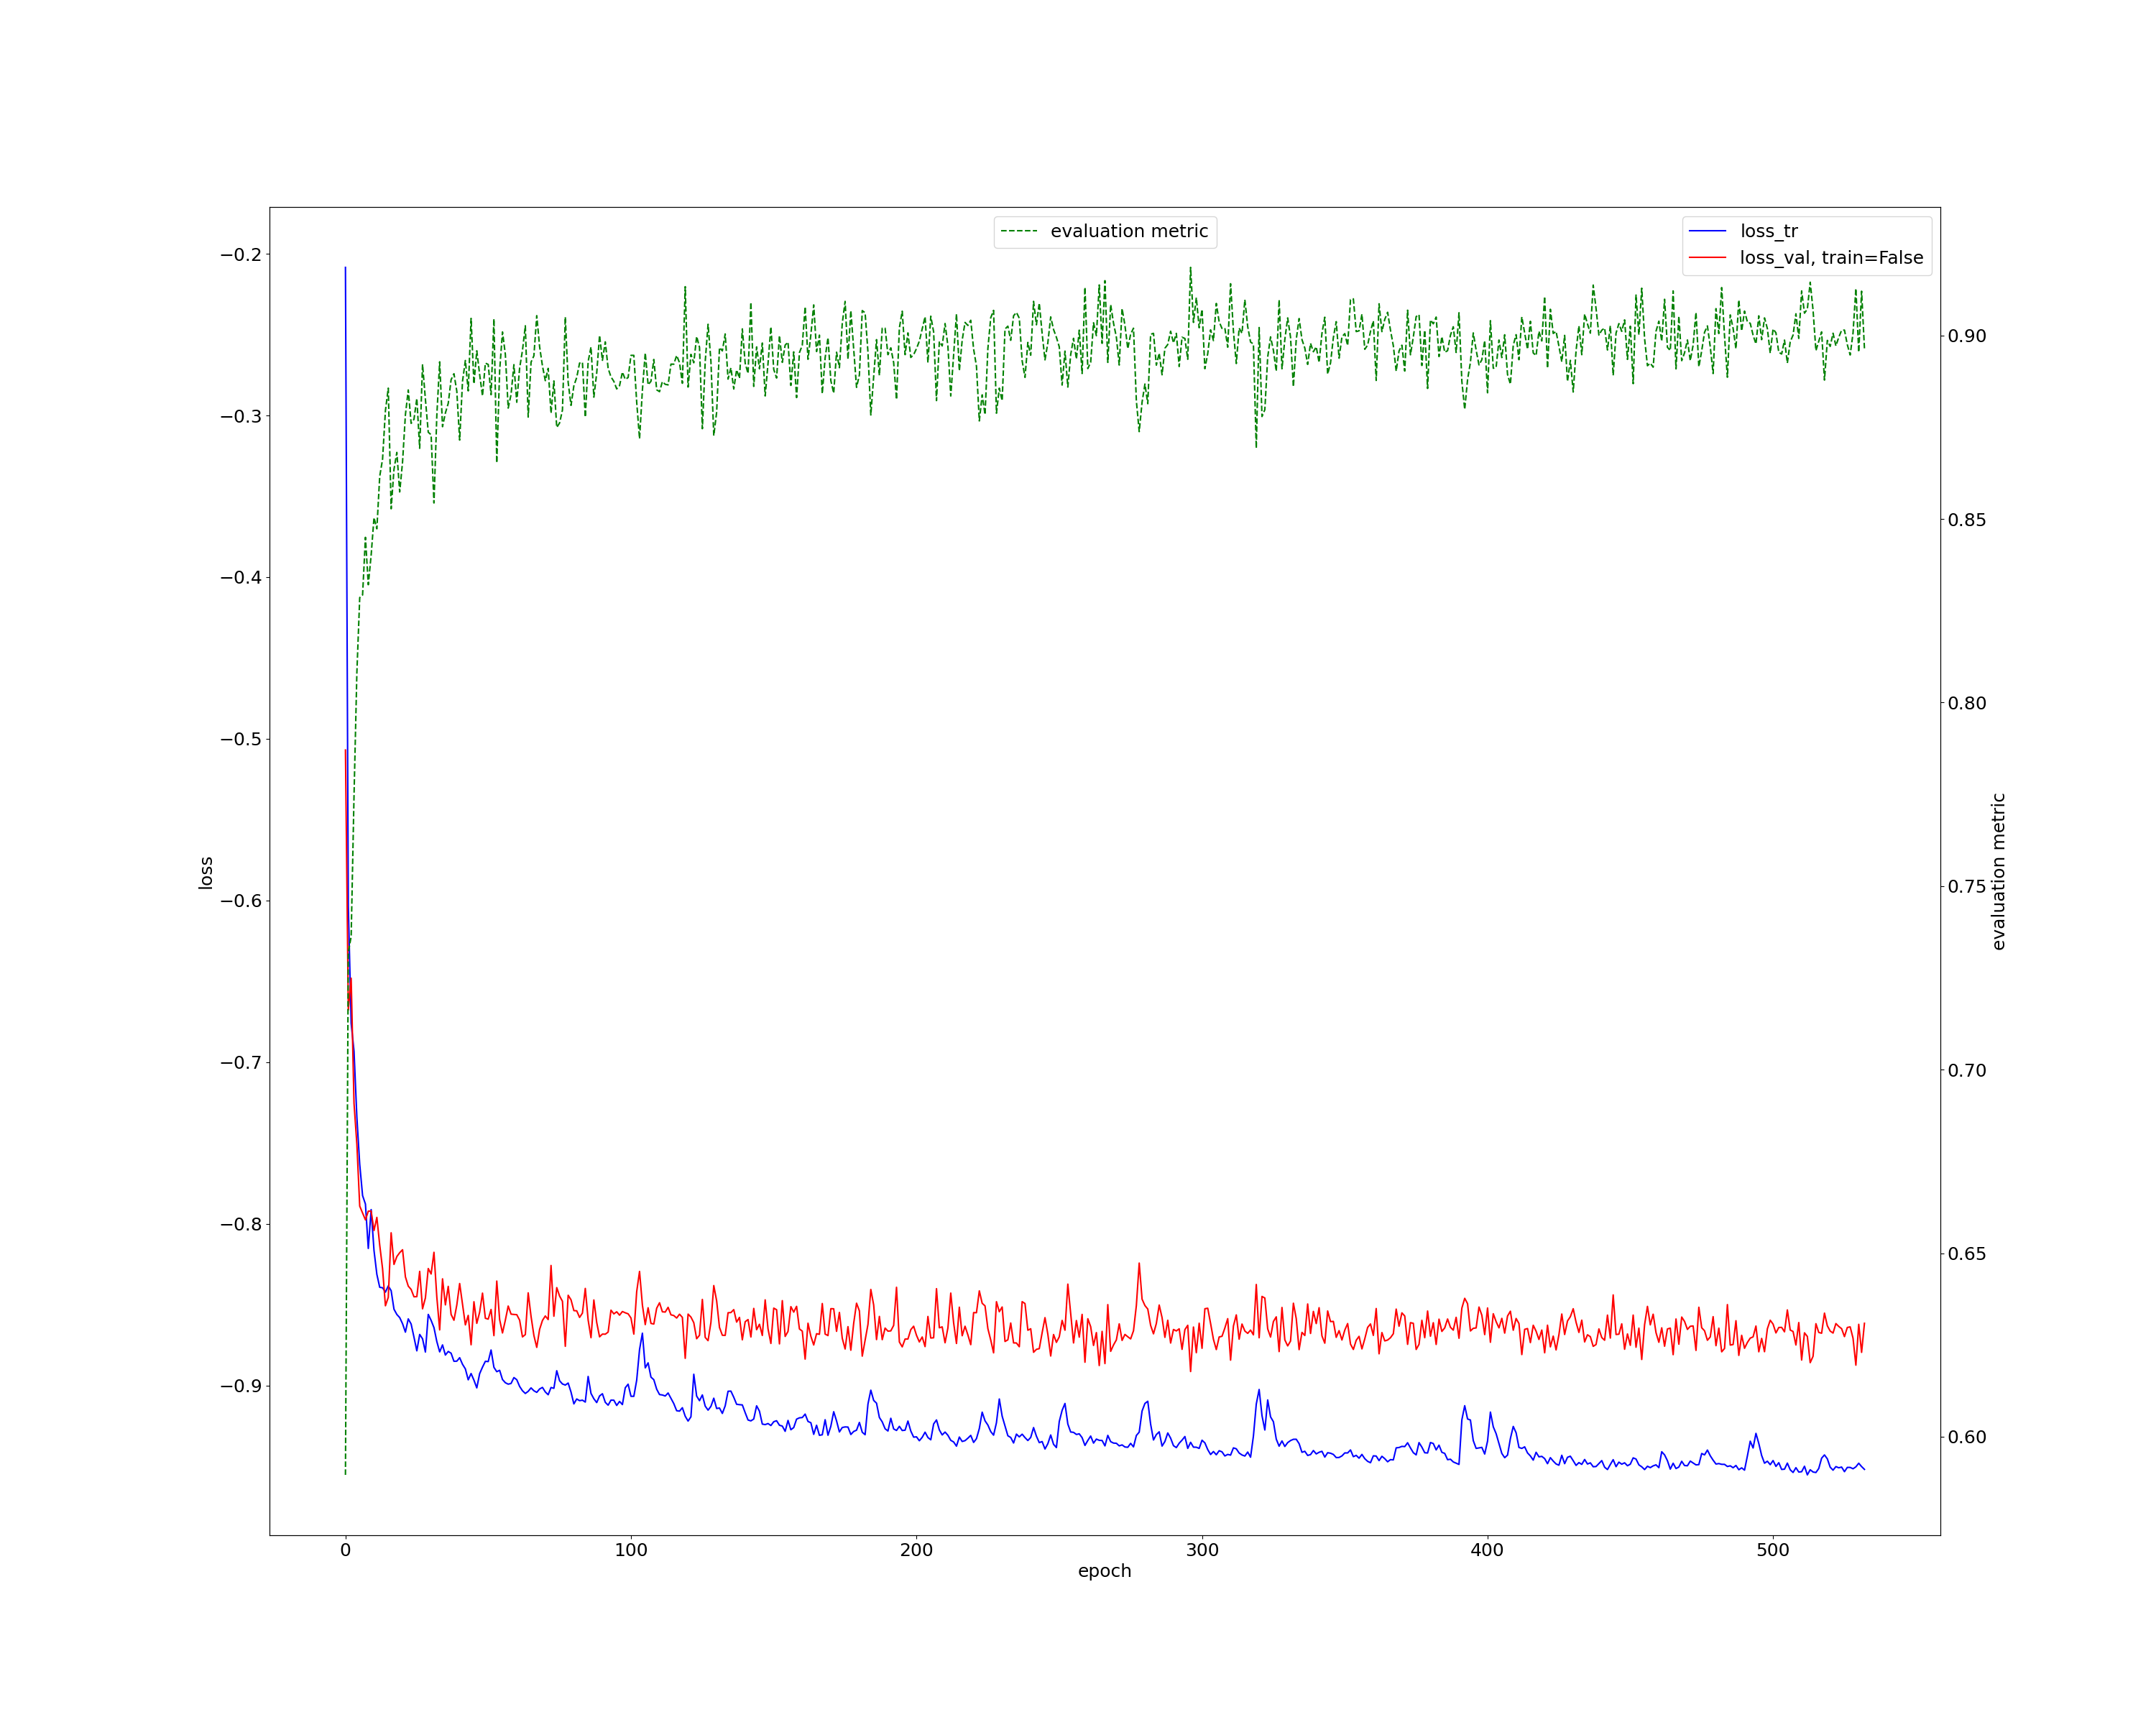 evaluation metric
loss_tr
loss_val, train=False
−0.2
−0.3
−0.4
−0.5
−0.6
−0.7
−0.8
−0.9
loss
0.90
0.85
0.80
0.75
0.70
0.65
0.60
evaluation metric
0 100 200 300 400 500
epoch